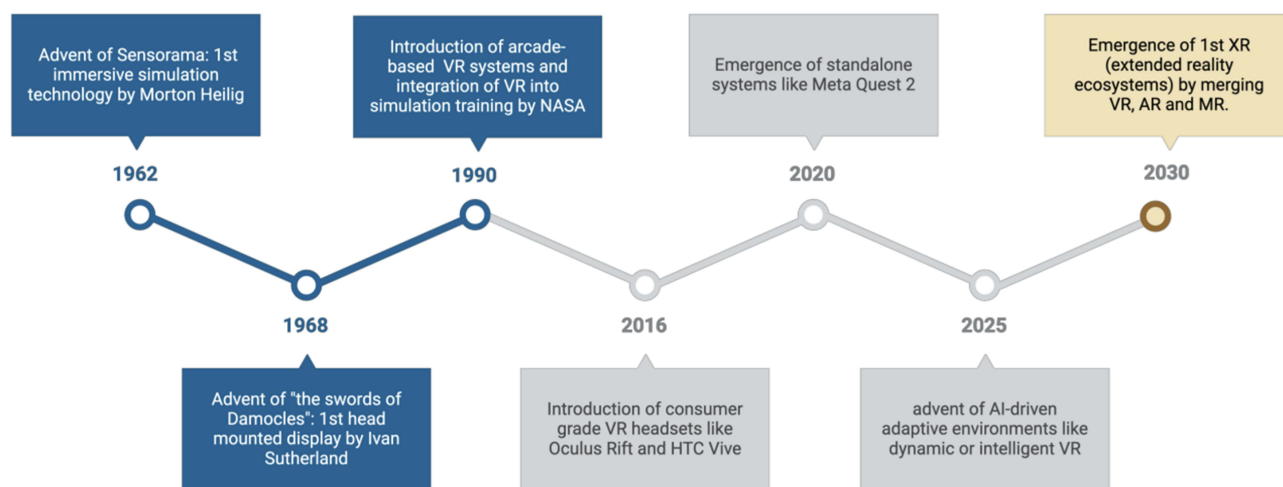 Advent of Sensorama: 1st
immersive simulation
technology by Morton Heilig
1962
Advent of "the swords of
Damocles": 1st head
mounted display by Ivan
Sutherland
1968
Introduction of arcade-
based VR systems and
integration of VR into
simulation training by NASA
1990
Introduction of consumer
grade VR headsets like
Oculus Rift and HTC Vive
2016
Emergence of standalone
systems like Meta Quest 2
2020
advent of AI-driven
adaptive environments like
dynamic or intelligent VR
2025
Emergence of 1st XR
(extended reality
ecosystems) by merging
VR, AR and MR.
2030